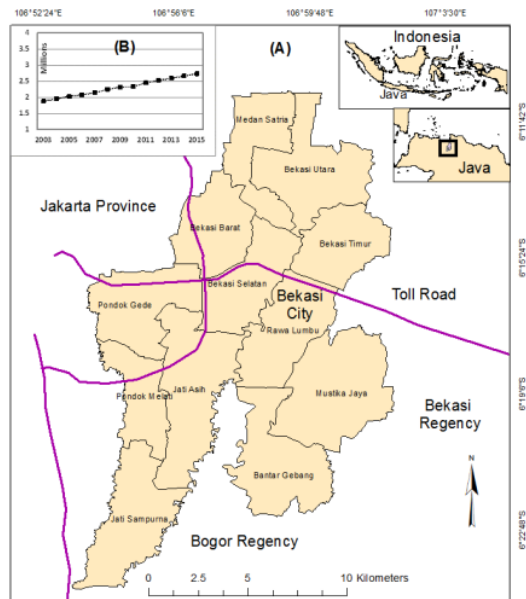 106°52'24"E 106°56'6"E 106°59'48"E 107°3'30"E
(B)
Millions
4
3.5
3
2.5
2
1.5
1
2003 2005 2007 2009 2011 2013 2015
(A)
Indonesia
Java
Java
6°11'42"S
6°15'24"S
6°19'6"S
6°22'48"S
Medan Satria
Bekasi Utara
Jakarta Province
Bekasi Barat
Bekasi Timur
Bekasi Selatan
Toll Road
Pondok Gede
Bekasi
City
Rawa Lumbu
Jati Asih
Pondok Melati
Mustika Jaya
Bekasi
Regency
Bantar Gebang
N
Jati Sampurna
Bogor Regency
0 2.5 5 10 Kilometers